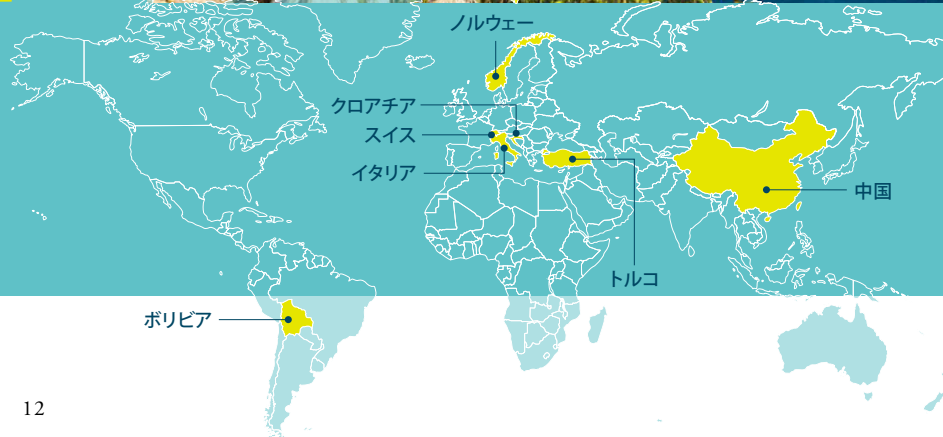 ノルウェー
クロアチア
スイス
イタリア
中国
トルコ
ボリビア
12